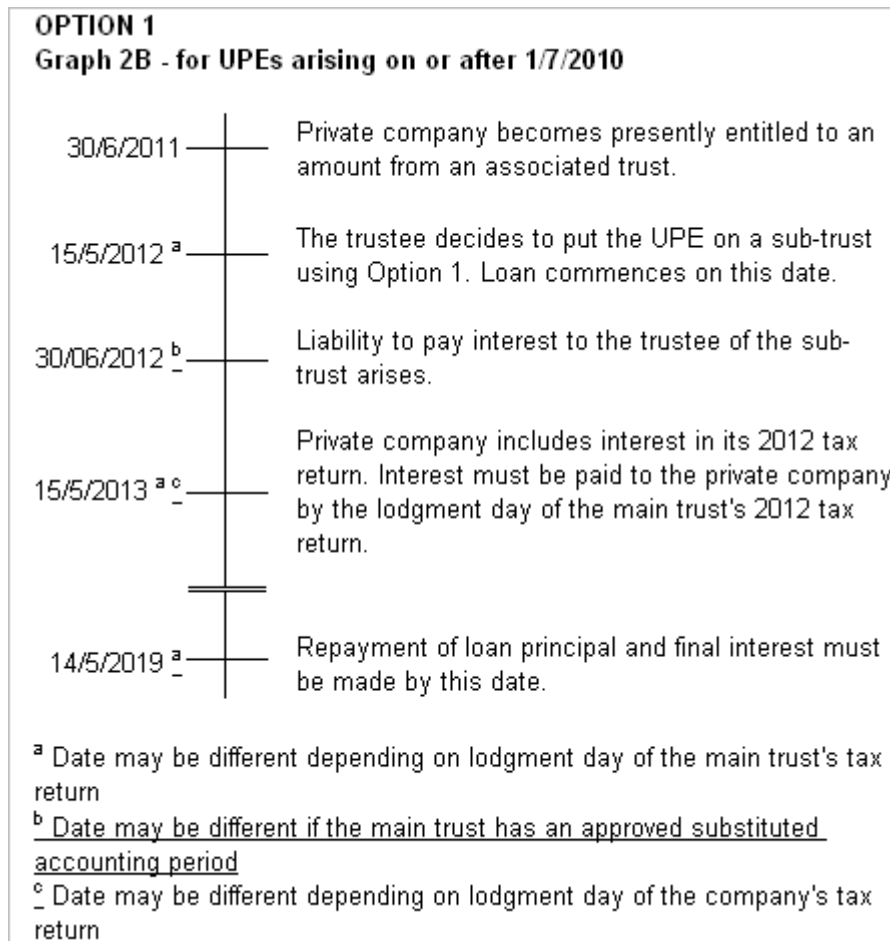 OPTION 1
Graph 2B - for UPEs arising on or after 1/7/2010
30/6/2011
Private company becomes presently entitled to an
amount from an associated trust.
15/5/2012 a
The trustee decides to put the UPE on a sub-trust
using Option 1. Loan commences on this date.
30/06/2012 b
Liability to pay interest to the trustee of the sub-
trust arises.
15/5/2013 a c
Private company includes interest in its 2012 tax
return. Interest must be paid to the private company
by the lodgment day of the main trust's 2012 tax
return.
14/5/2019 a
Repayment of loan principal and final interest must
be made by this date.
a Date may be different depending on lodgment day of the main trust's tax
return
b Date may be different if the main trust has an approved substituted
accounting period
c Date may be different depending on lodgment day of the company's tax
return